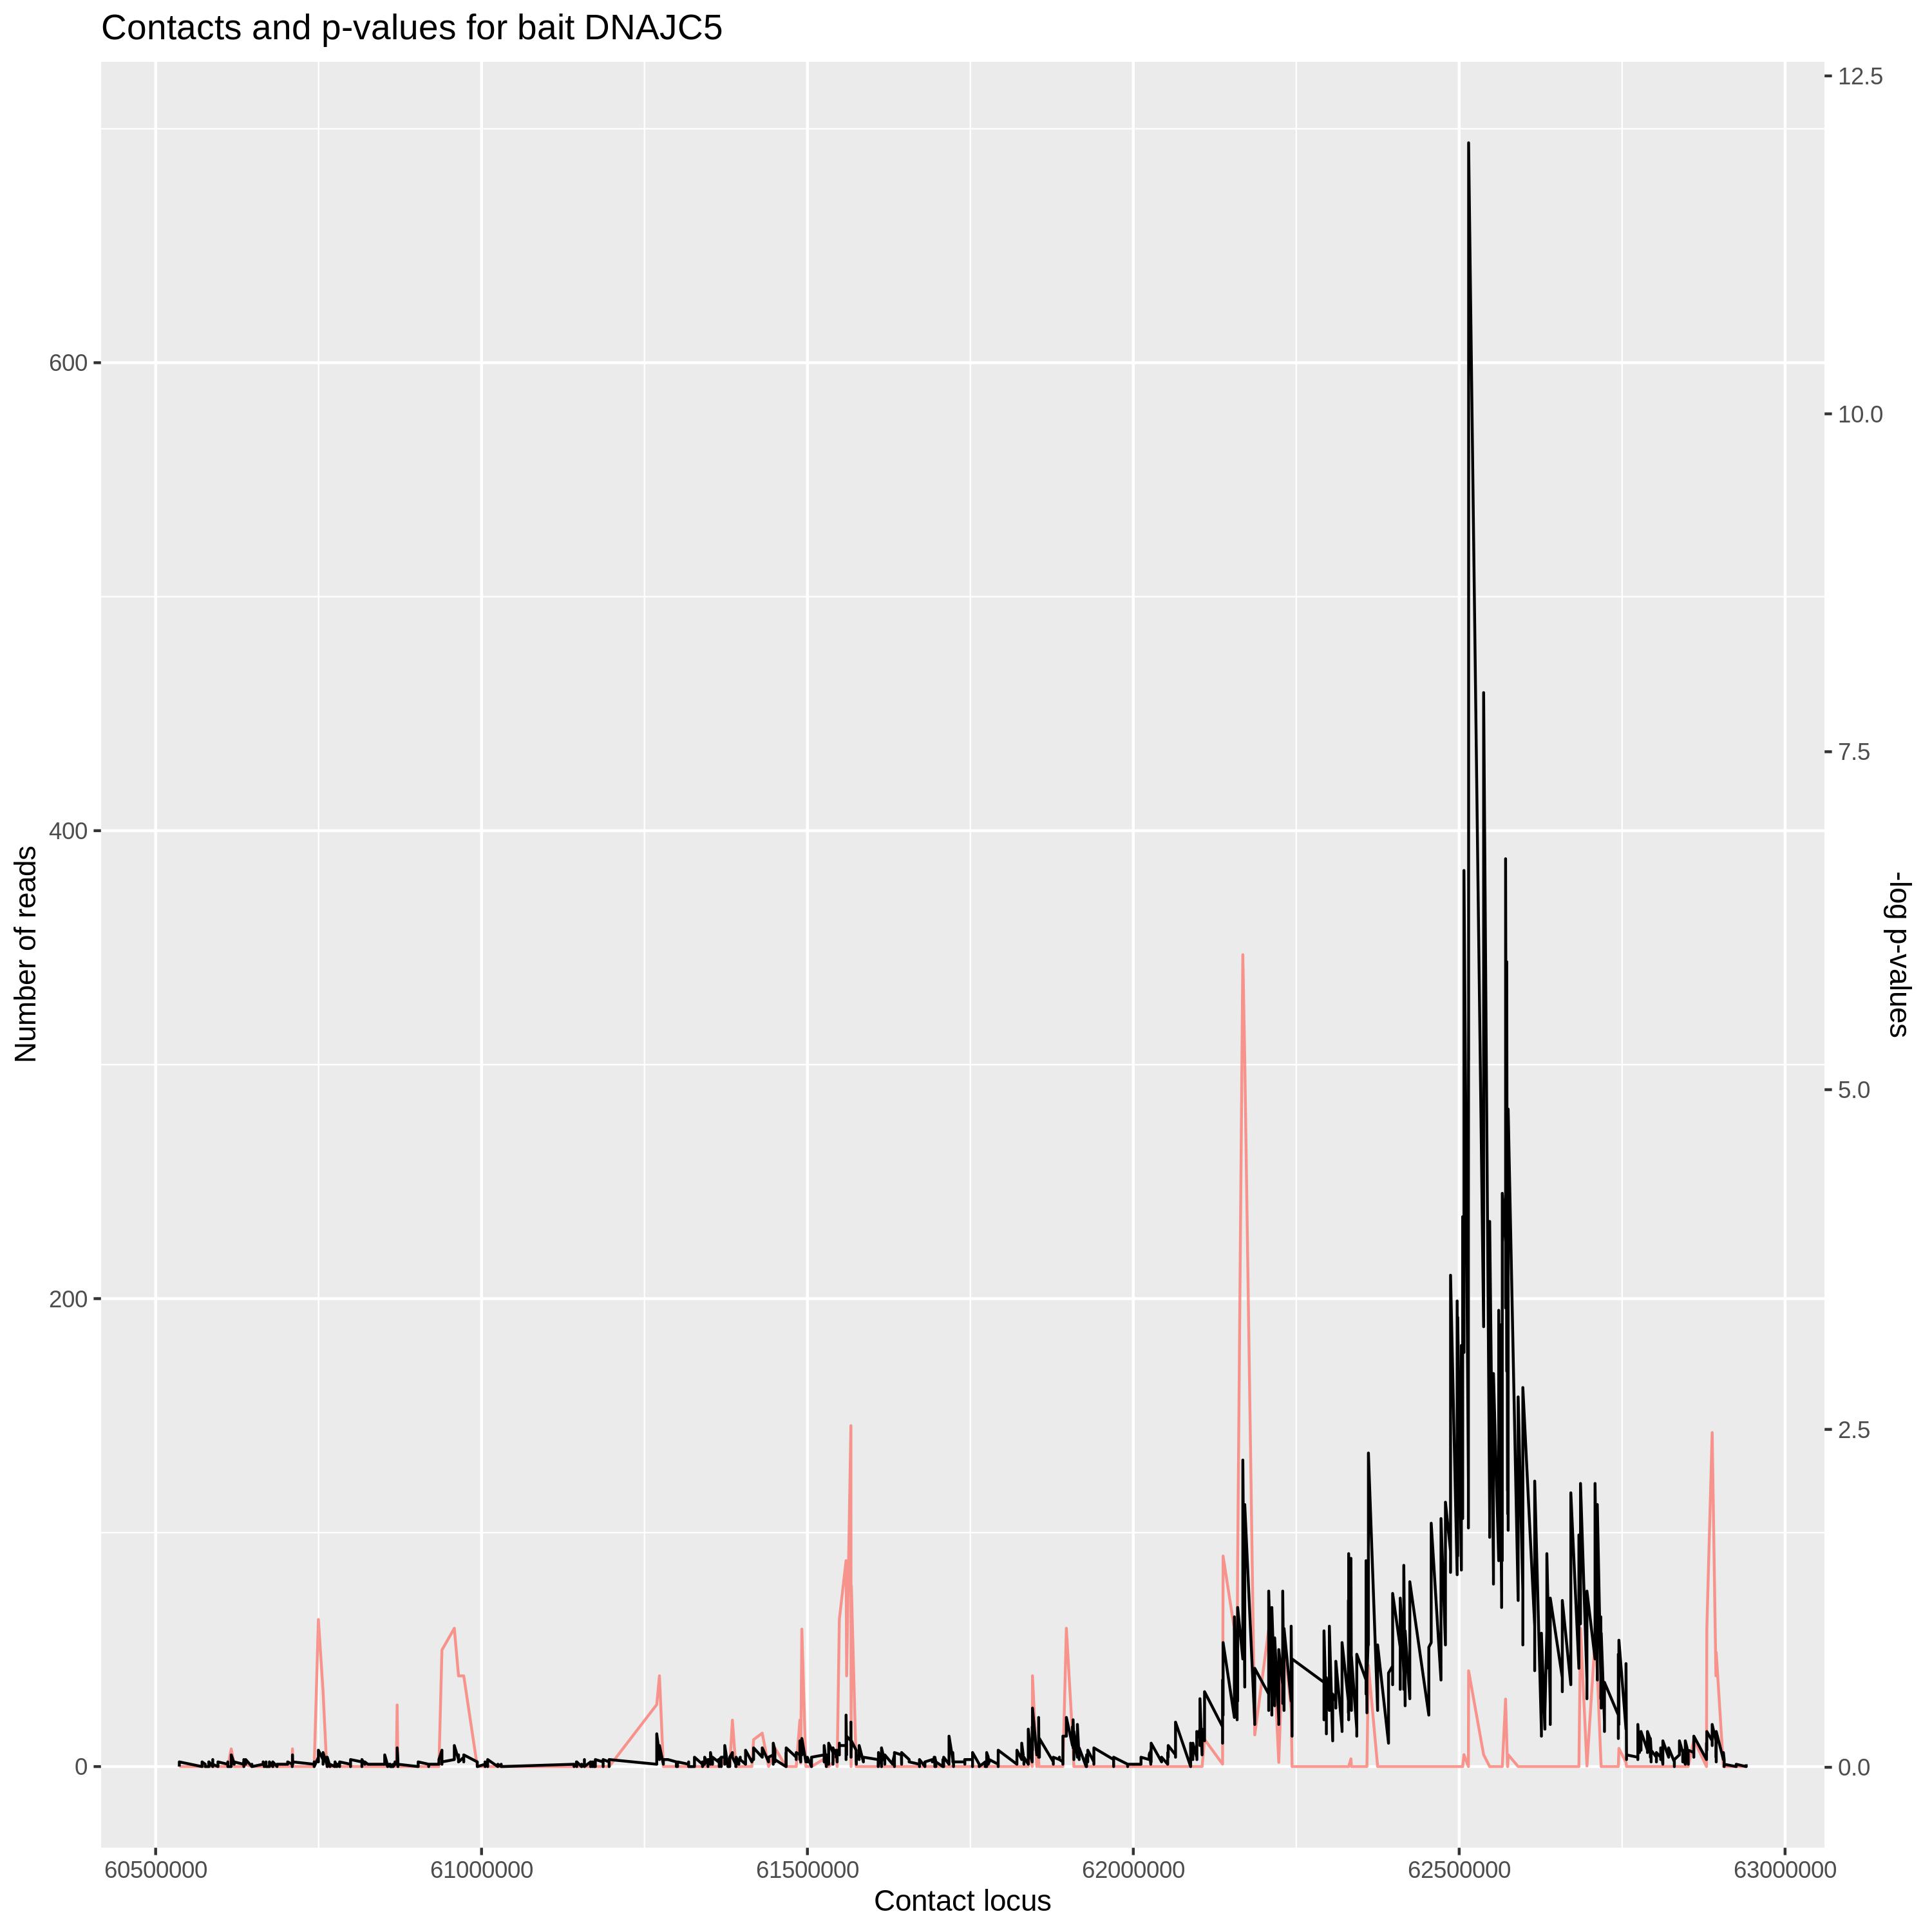 Contacts and p-values for bait DNAJC5
Number of reads
600
400
200
0
12.5
10.0
7.5
5.0
2.5
0.0
-log p-values
60500000 61000000 61500000 62000000 62500000 63000000
Contact locus